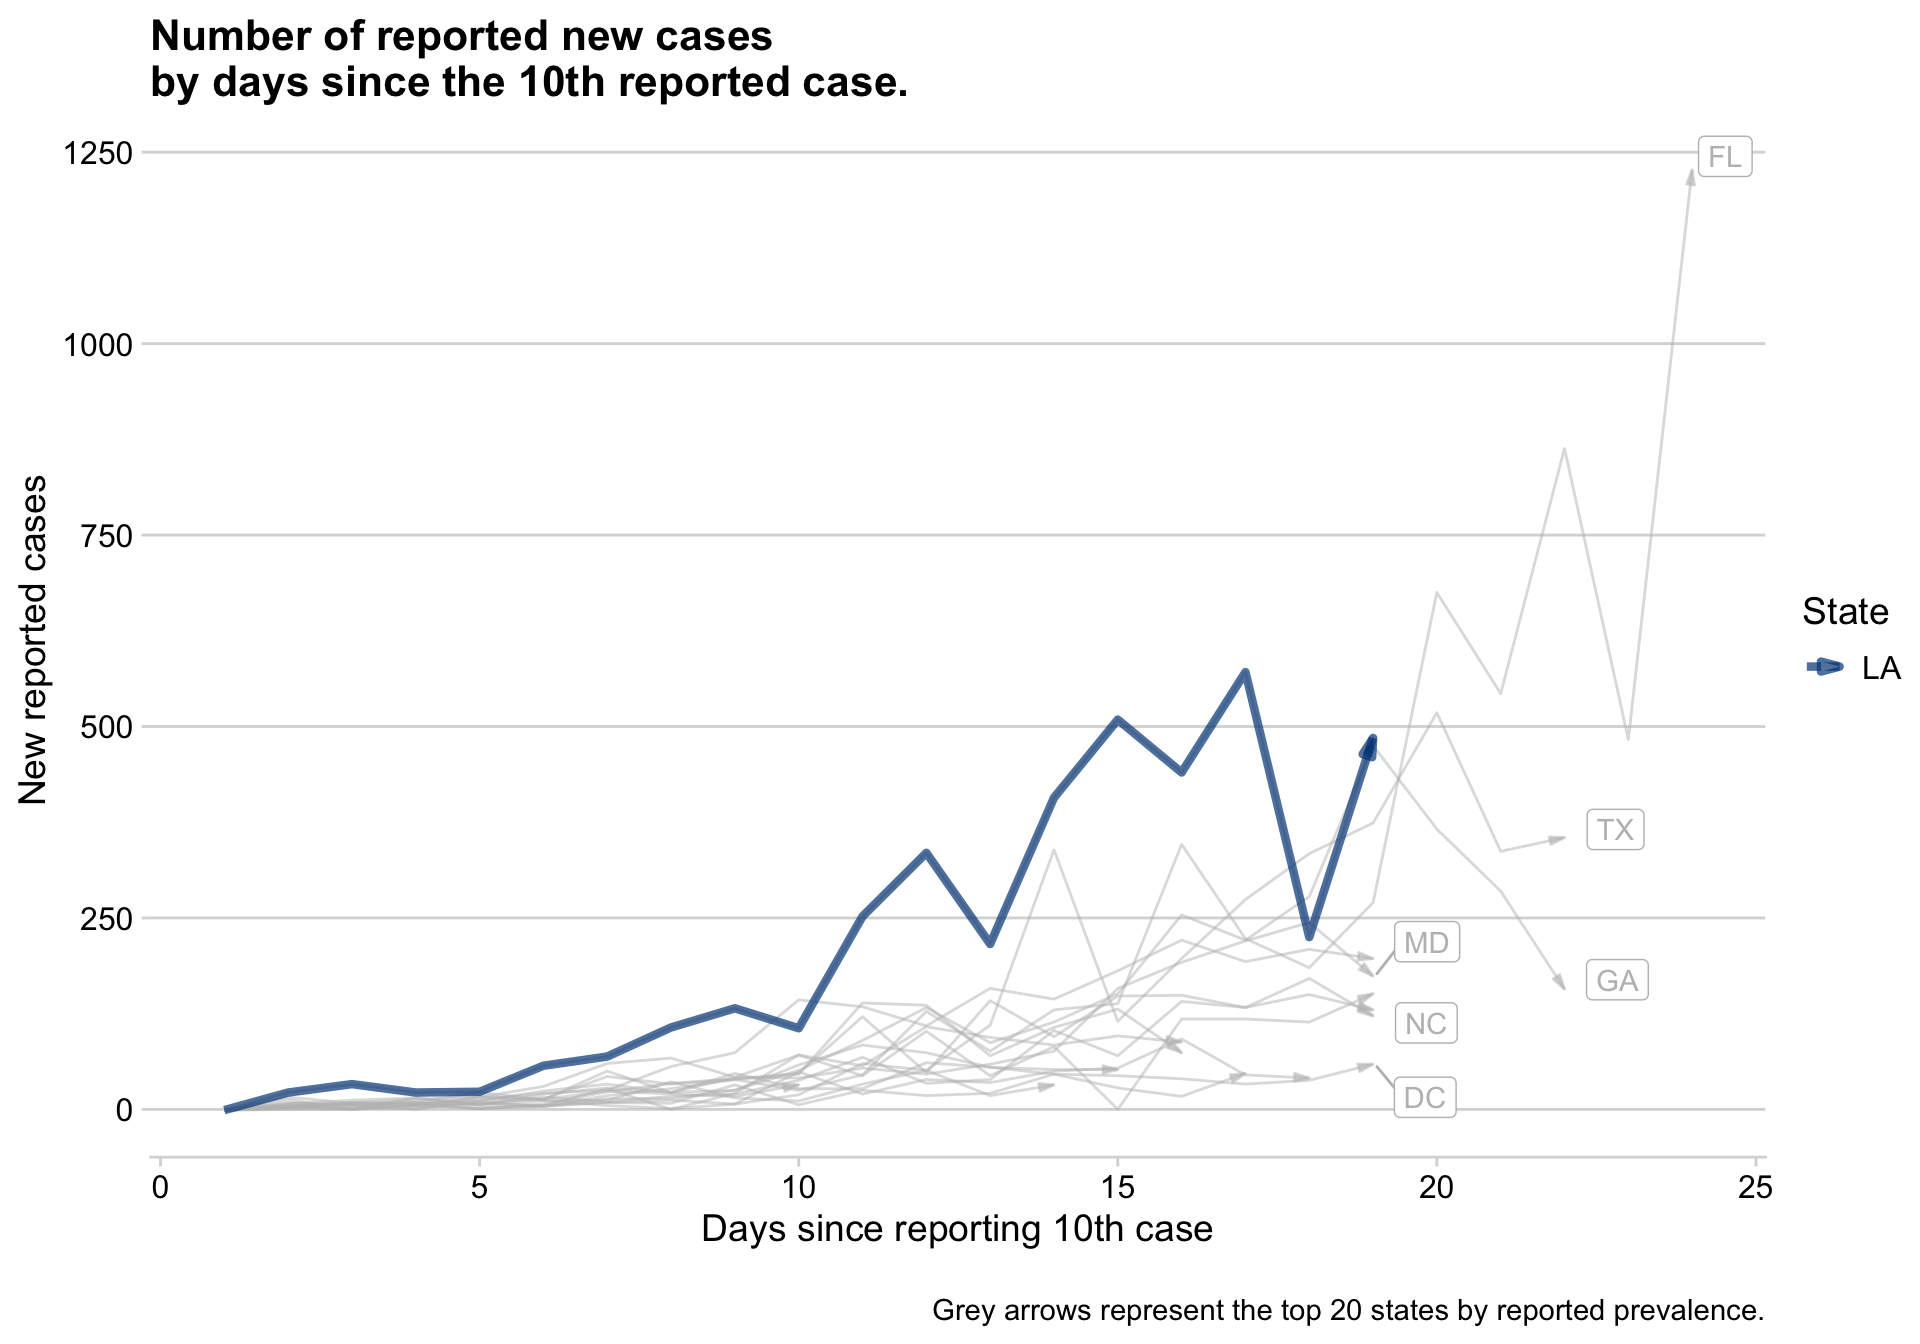 Number of reported new cases
by days since the 10th reported case.
1250
FL
1000
750
500
250
0
New reported cases
TX
MD
GA
NC
DC
State
LA
0 5 10 15 20 25
Days since reporting 10th case
Grey arrows represent the top 20 states by reported prevalence.